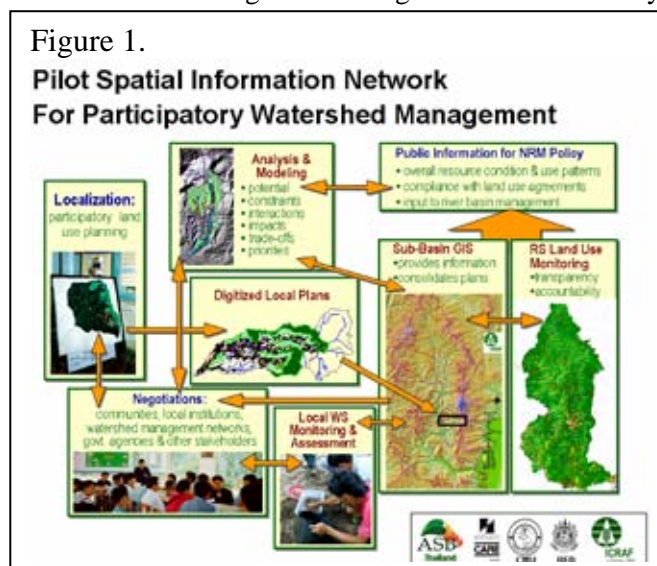 Figure 1.
Pilot Spatial Information Network
For Participatory Watershed Management
Localization:
participatory land
use planning
Analysis &
Modeling
• potential
• constraints
• interactions
• impacts
• trade-offs
• priorities
Public Information for NRM Policy
• overall resource condition & use patterns
• compliance with land use agreements
• input to river basin management
Digitized Local Plans
Sub-Basin GIS
• provides information
• consolidates plans
RS Land Use
Monitoring
• transparency
• accountability
Negotiations:
communities, local institutions,
watershed management networks,
govt. agencies & other stakeholders
Local WS
Monitoring &
Assessment
ASB
Thailand
ICRAF